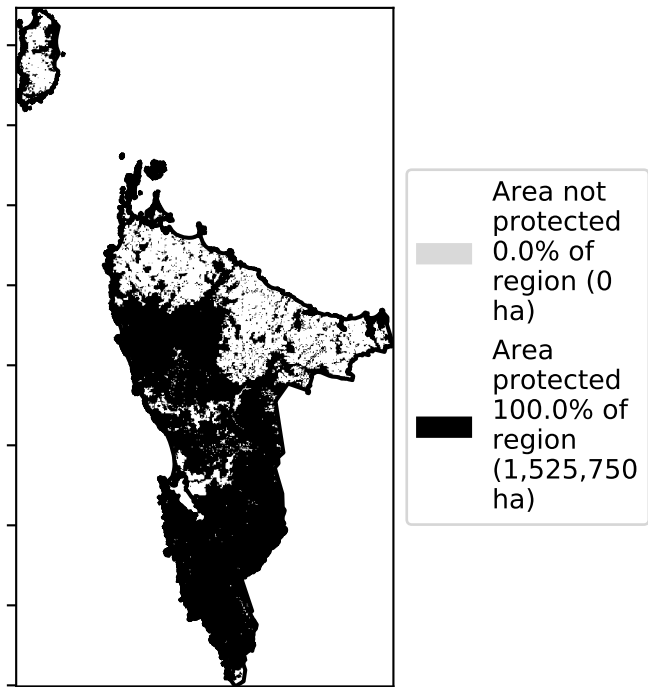 Area not
protected
0.0% of
region (0
ha)
Area
protected
100.0% of
region
(1,525,750
ha)